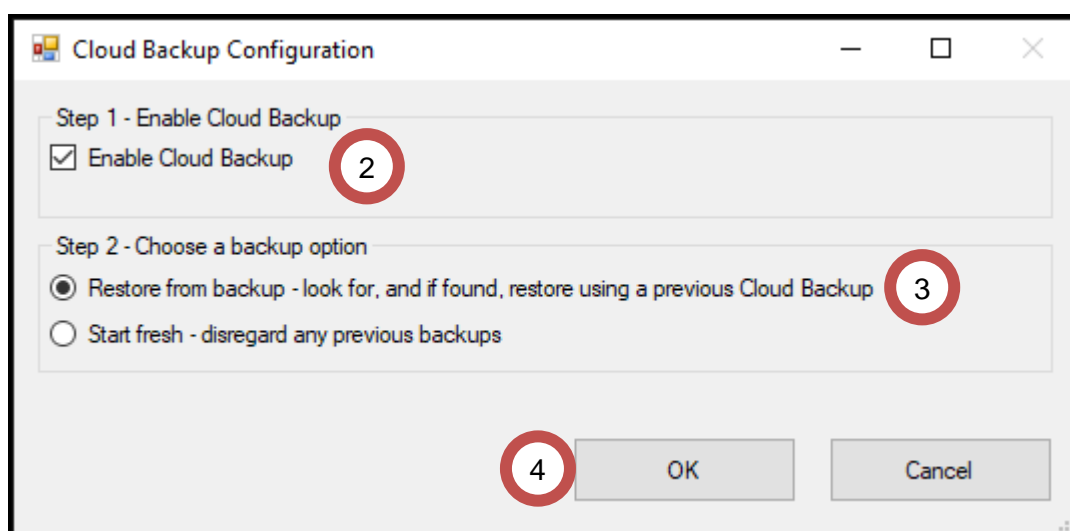 Cloud Backup Configuration
Step 1 - Enable Cloud Backup
Enable Cloud Backup
2
Step 2 - Choose a backup option
Restore from backup - look for, and if found, restore using a previous Cloud Backup
3
Start fresh - disregard any previous backups
4
OK
Cancel